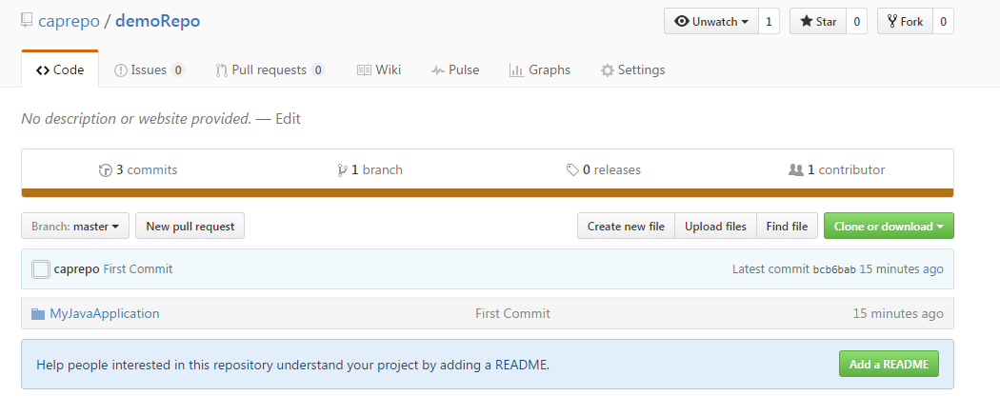 caprepo / demoRepo Unwatch 1 Star 0 Fork 0
Code Issues 0 Pull requests 0 Wiki Pulse Graphs Settings
No description or website provided. — Edit
3 commits 1 branch 0 releases 1 contributor
Branch: master New pull request Create new file Upload files Find file Clone or download
caprepo First Commit Latest commit bcb6bab 15 minutes ago
MyJavaApplication First Commit 15 minutes ago
Help people interested in this repository understand your project by adding a README. Add a README